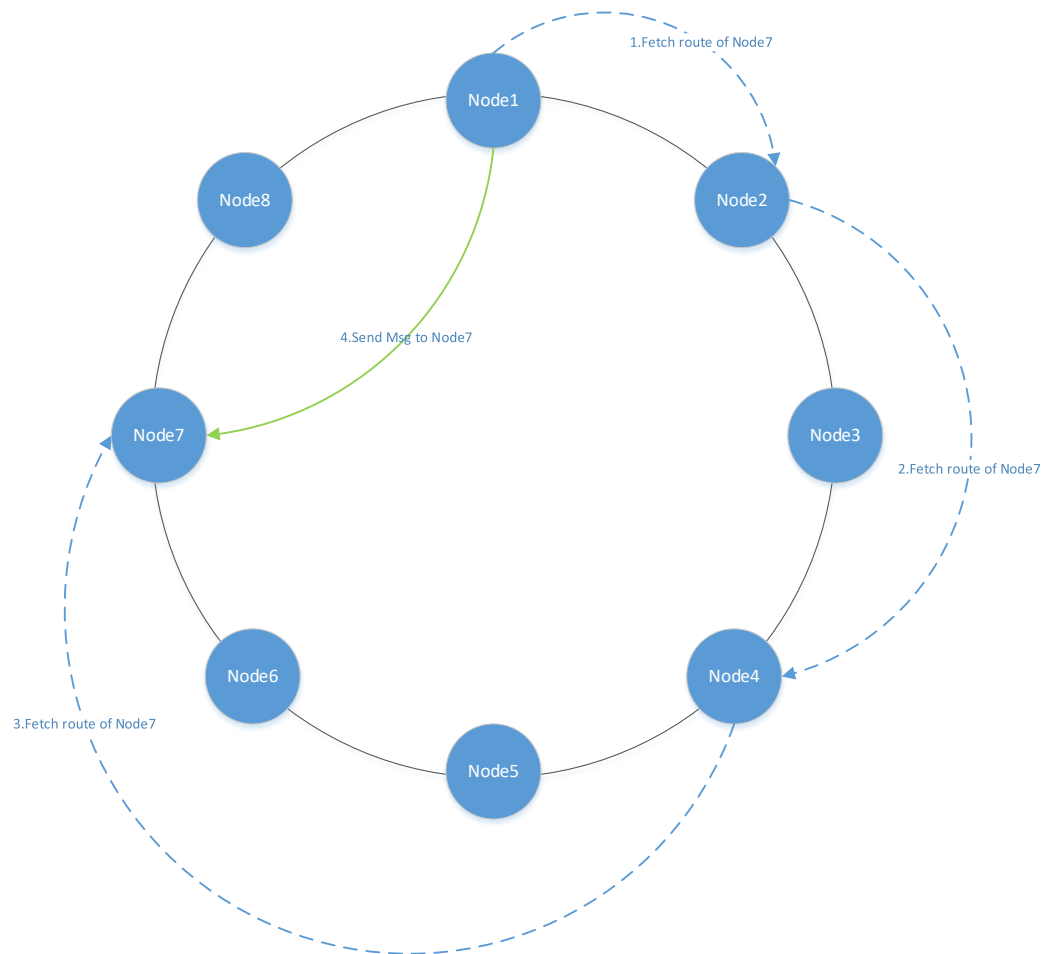 1.Fetch route of Node7
Node1
Node8
Node2
4.Send Msg to Node7
Node7
Node3
2.Fetch route of Node7
Node6
Node4
3.Fetch route of Node7
Node5